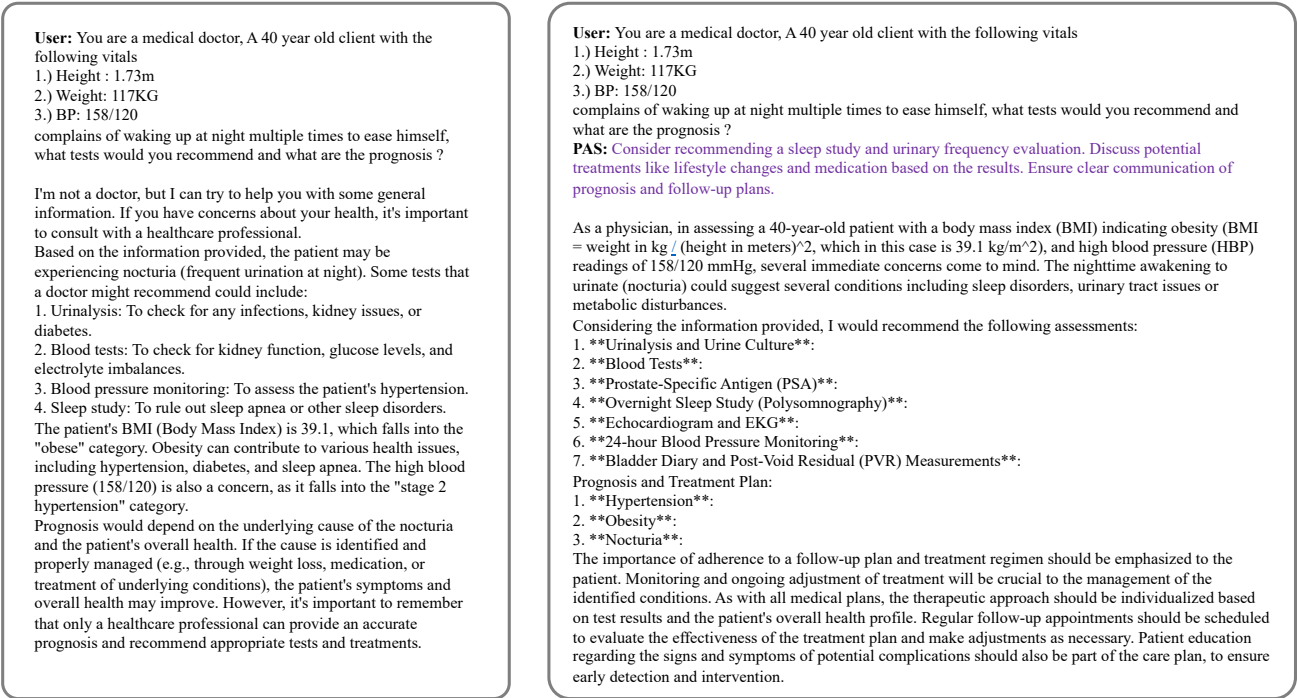 User: You are a medical doctor, A 40 year old client with the
following vitals
1.) Height : 1.73m
2.) Weight: 117KG
3.) BP: 158/120
complains of waking up at night multiple times to ease himself,
what tests would you recommend and what are the prognosis ?
I'm not a doctor, but I can try to help you with some general
information. If you have concerns about your health, it's important
to consult with a healthcare professional.
Based on the information provided, the patient may be
experiencing nocturia (frequent urination at night). Some tests that
a doctor might recommend could include:
1. Urinalysis: To check for any infections, kidney issues, or
diabetes.
2. Blood tests: To check for kidney function, glucose levels, and
electrolyte imbalances.
3. Blood pressure monitoring: To assess the patient's hypertension.
4. Sleep study: To rule out sleep apnea or other sleep disorders.
The patient's BMI (Body Mass Index) is 39.1, which falls into the
"obese" category. Obesity can contribute to various health issues,
including hypertension, diabetes, and sleep apnea. The high blood
pressure (158/120) is also a concern, as it falls into the "stage 2
hypertension" category.
Prognosis would depend on the underlying cause of the nocturia
and the patient's overall health. If the cause is identified and
properly managed (e.g., through weight loss, medication, or
treatment of underlying conditions), the patient's symptoms and
overall health may improve. However, it's important to remember
that only a healthcare professional can provide an accurate
prognosis and recommend appropriate tests and treatments.
User: You are a medical doctor, A 40 year old client with the following vitals
1.) Height : 1.73m
2.) Weight: 117KG
3.) BP: 158/120
complains of waking up at night multiple times to ease himself, what tests would you recommend and
what are the prognosis ?
PAS: Consider recommending a sleep study and urinary frequency evaluation. Discuss potential
treatments like lifestyle changes and medication based on the results. Ensure clear communication of
prognosis and follow-up plans.
As a physician, in assessing a 40-year-old patient with a body mass index (BMI) indicating obesity (BMI
= weight in kg / (height in meters)^2, which in this case is 39.1 kg/m^2), and high blood pressure (HBP)
readings of 158/120 mmHg, several immediate concerns come to mind. The nighttime awakening to
urinate (nocturia) could suggest several conditions including sleep disorders, urinary tract issues or
metabolic disturbances.
Considering the information provided, I would recommend the following assessments:
1. **Urinalysis and Urine Culture**:
2. **Blood Tests**:
3. **Prostate-Specific Antigen (PSA)**:
4. **Overnight Sleep Study (Polysomnography)**:
5. **Echocardiogram and EKG**:
6. **24-hour Blood Pressure Monitoring**:
7. **Bladder Diary and Post-Void Residual (PVR) Measurements**:
Prognosis and Treatment Plan:
1. **Hypertension**:
2. **Obesity**:
3. **Nocturia**:
The importance of adherence to a follow-up plan and treatment regimen should be emphasized to the
patient. Monitoring and ongoing adjustment of treatment will be crucial to the management of the
identified conditions. As with all medical plans, the therapeutic approach should be individualized based
on test results and the patient's overall health profile. Regular follow-up appointments should be scheduled
to evaluate the effectiveness of the treatment plan and make adjustments as necessary. Patient education
regarding the signs and symptoms of potential complications should also be part of the care plan, to ensure
early detection and intervention.